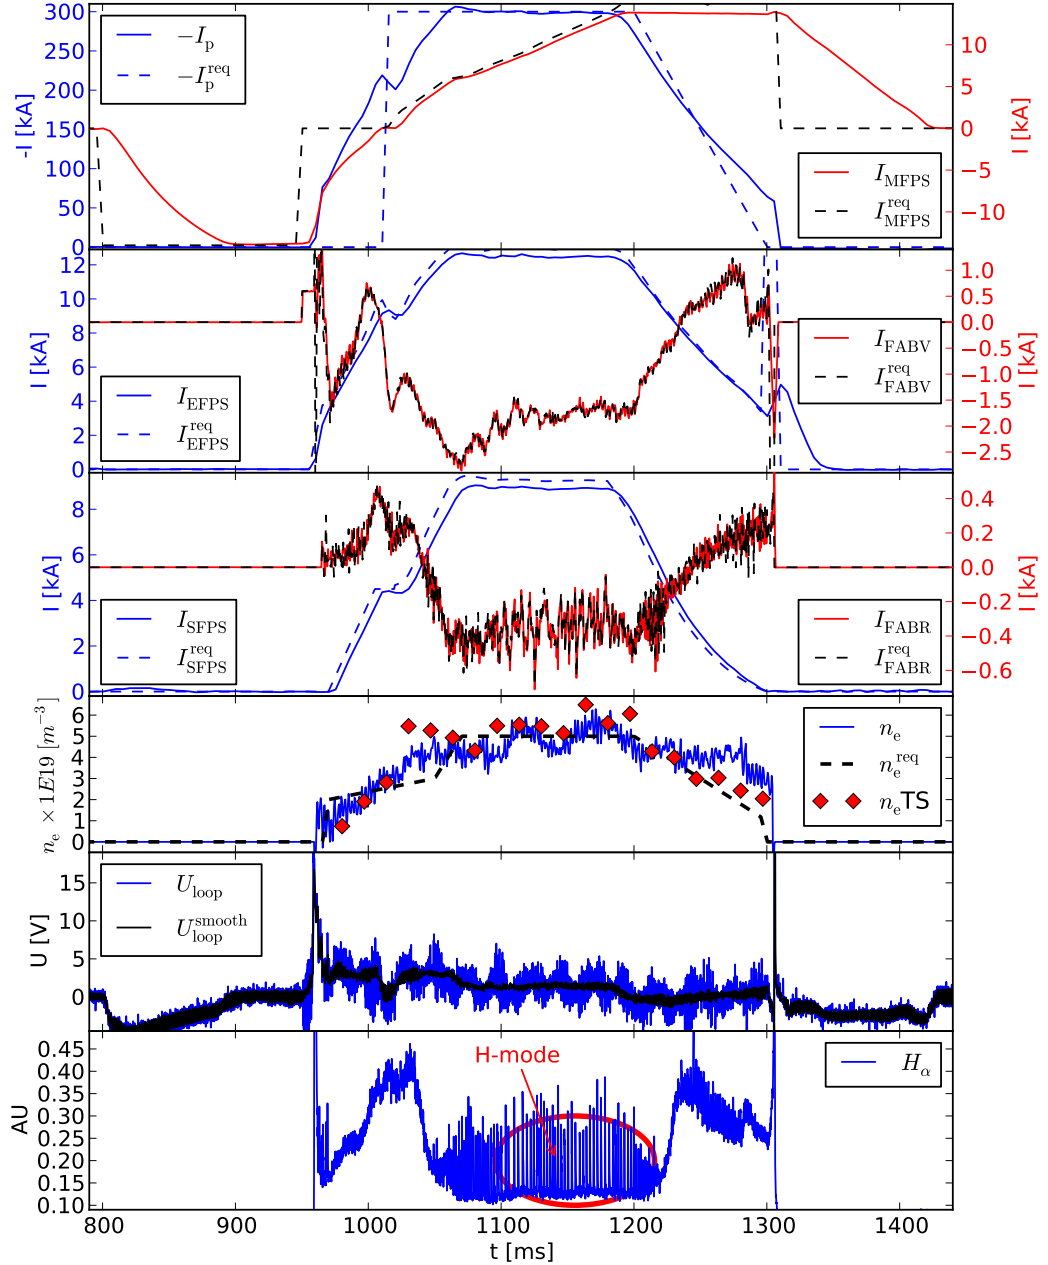 300
250
200
150
100
50
0
-I [kA]
−I_p
−I_p^req
10
5
0
−5
−10
I [kA]
I_MFPS
I_MFPS^req
12
10
8
6
4
2
0
I [kA]
I_EFPS
I_EFPS^req
1.0
0.5
0.0
−0.5
−1.0
−1.5
−2.0
−2.5
I [kA]
I_FABV
I_FABV^req
8
6
4
2
0
I [kA]
I_SFPS
I_SFPS^req
0.4
0.2
0.0
−0.2
−0.4
−0.6
I [kA]
I_FABR
I_FABR^req
6
5
4
3
2
1
0
n_e × 1E19 [m^−3]
n_e
n_e^req
n_e TS
15
10
5
0
U [V]
U_loop
U_loop^smooth
0.45
0.40
0.35
0.30
0.25
0.20
0.15
0.10
AU
H-mode
H_α
800 900 1000 1100 1200 1300 1400
t [ms]